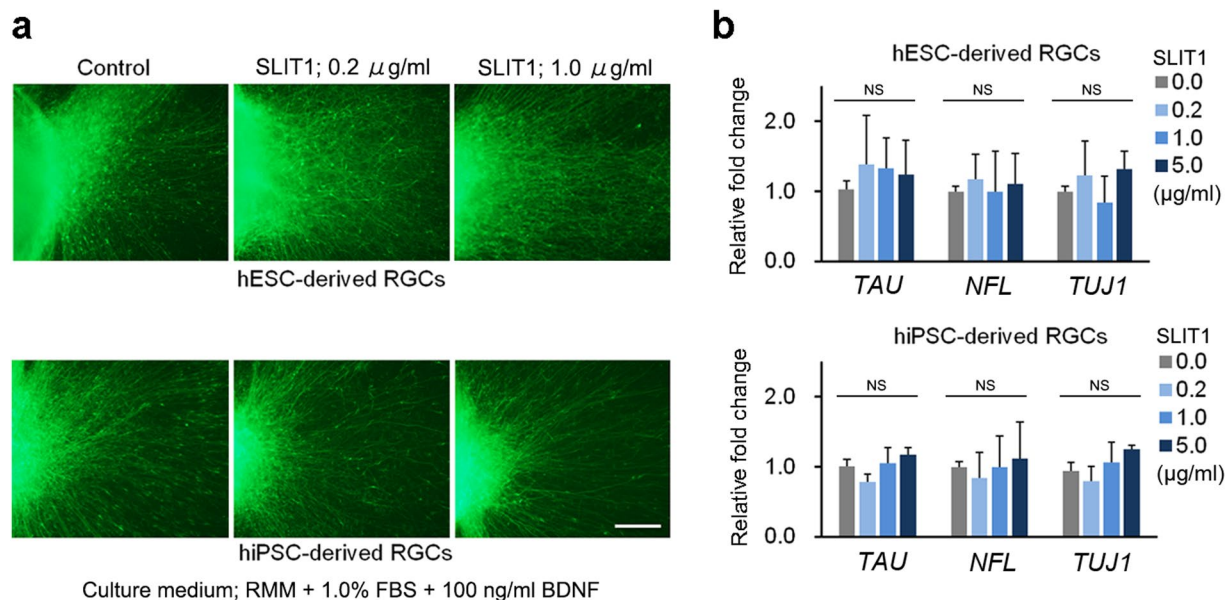 a
Control
SLIT1; 0.2 μg/ml
SLIT1; 1.0 μg/ml
hESC-derived RGCs
hiPSC-derived RGCs
Culture medium; RMM + 1.0% FBS + 100 ng/ml BDNF
b
hESC-derived RGCs
Relative fold change
2.0
1.0
0.0
NS
NS
NS
TAU
NFL
TUJ1
SLIT1
0.0
0.2
1.0
5.0
(μg/ml)
hiPSC-derived RGCs
Relative fold change
2.0
1.0
0.0
NS
NS
NS
TAU
NFL
TUJ1
SLIT1
0.0
0.2
1.0
5.0
(μg/ml)